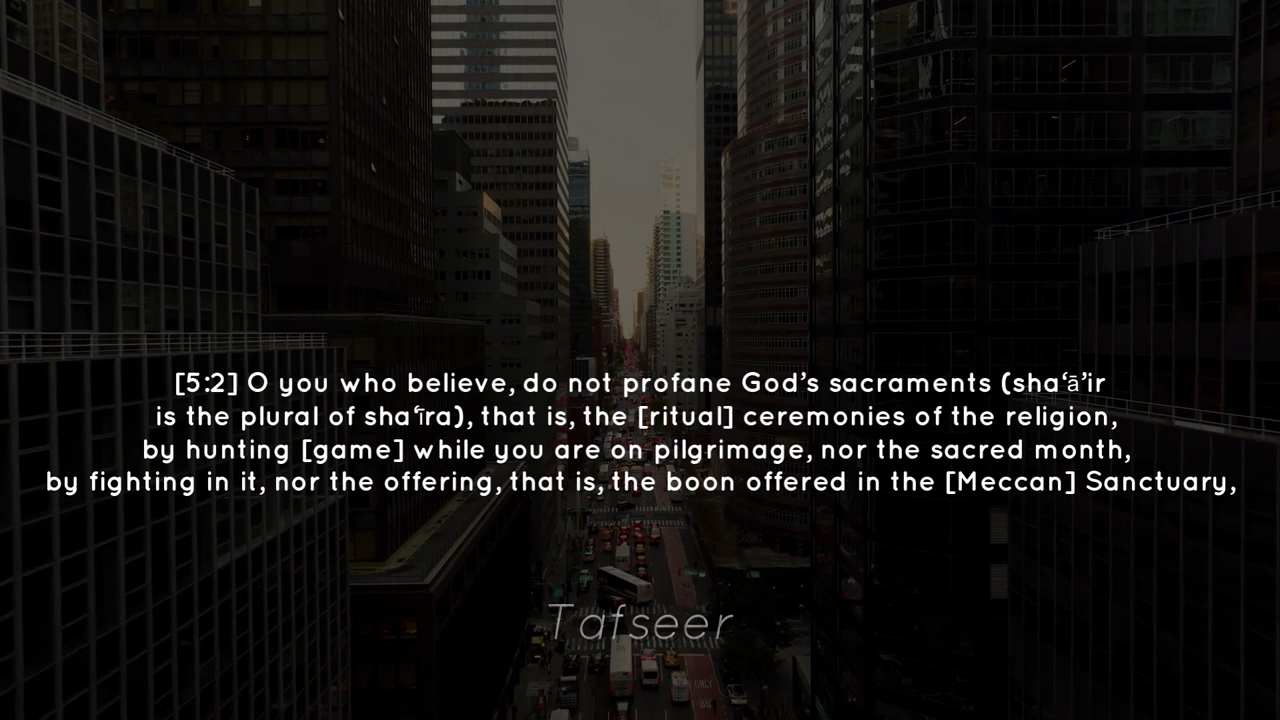 [5:2] O you who believe, do not profane God’s sacraments (sha‘ā’ir
is the plural of sha‘īra), that is, the [ritual] ceremonies of the religion,
by hunting [game] while you are on pilgrimage, nor the sacred month,
by fighting in it, nor the offering, that is, the boon offered in the [Meccan] Sanctuary,
Tafseer
ONLY
BU